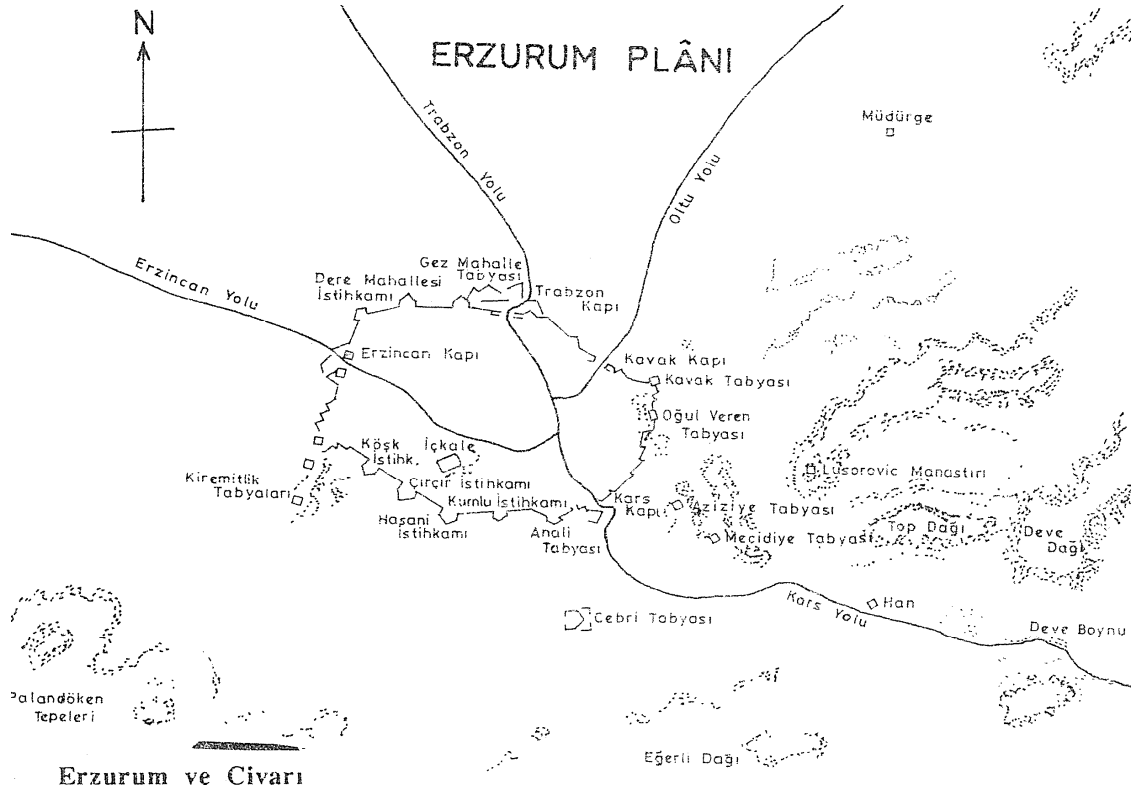 N
ERZURUM PLÂNI
Müdürge
Trabzon Yolu
Oltu Yolu
Erzincan Yolu
Gez Mahalle
Tabyası
Dere Mahallesi
İstihkamı
Trabzon
Kapı
Erzincan Kapı
Kavak Kapı
Kavak Tabyası
Oğul Veren
Tabyası
Köşk
İstihk.
İçkale
Lusorovic Manastırı
Kiremitlik
Tabyaları
Çırçır İstihkamı
Kurnlu İstihkamı
Kars
Kapı
Aziziye Tabyası
Hasani
İstihkamı
Anali
Tabyası
Mecidiye Tabyası
Top Dağı
Deve
Dağı
Han
Kars Yolu
Cebri Tabyası
Deve Boynu
Palandöken
Tepeleri
Eğerli Dağı
Erzurum ve Civarı